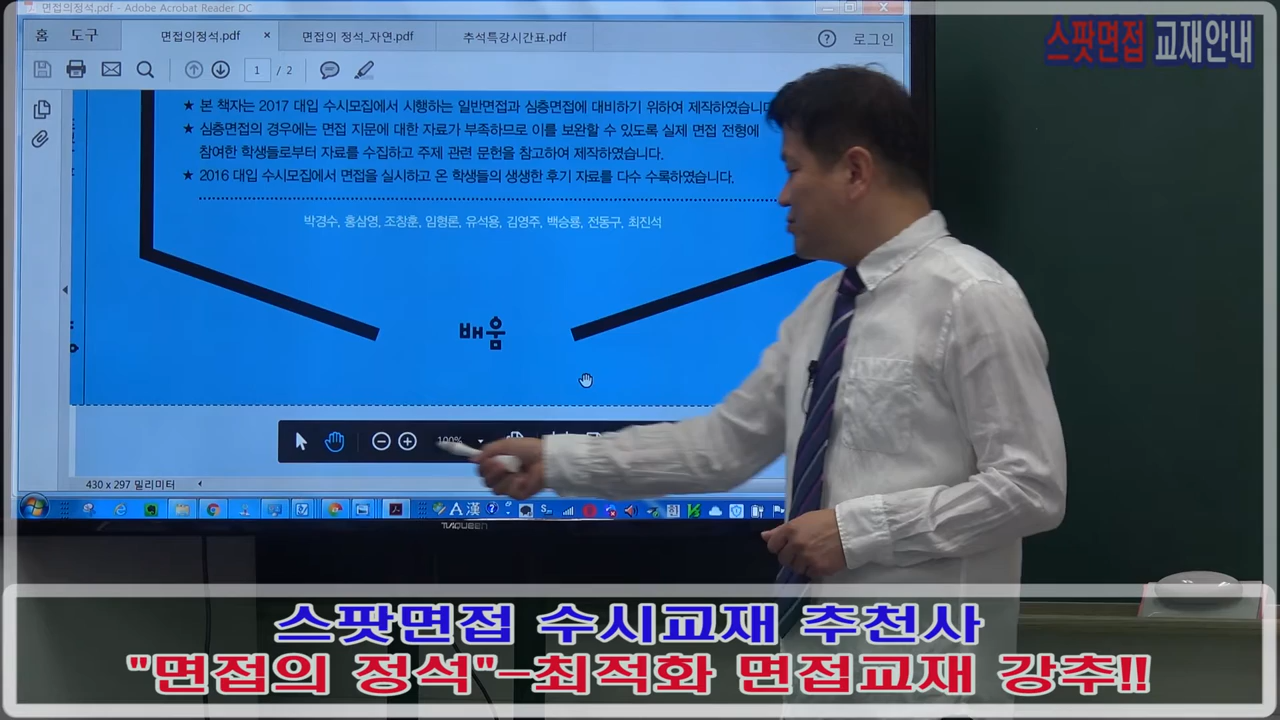 면접의정석.pdf - Adobe Acrobat Reader DC
홈 도구 면접의정석.pdf × 면접의 정석_자연.pdf 추석특강시간표.pdf ? 로그인
1 / 2
스팟면접 교재안내
★ 본 책자는 2017 대입 수시모집에서 시행하는 일반면접과 심층면접에 대비하기 위하여 제작하였습니다
★ 심층면접의 경우에는 면접 지문에 대한 자료가 부족하므로 이를 보완할 수 있도록 실제 면접 전형에
참여한 학생들로부터 자료를 수집하고 주제 관련 문헌을 참고하여 제작하였습니다.
★ 2016 대입 수시모집에서 면접을 실시하고 온 학생들의 생생한 후기 자료를 다수 수록하였습니다.
박경수, 홍삼영, 조창훈, 임형론, 유석용, 김영주, 백승룡, 전동구, 최진석
배움
100%
430 x 297 밀리미터
A 漢
스팟면접 수시교재 추천사
"면접의 정석"-최적화 면접교재 강추!!